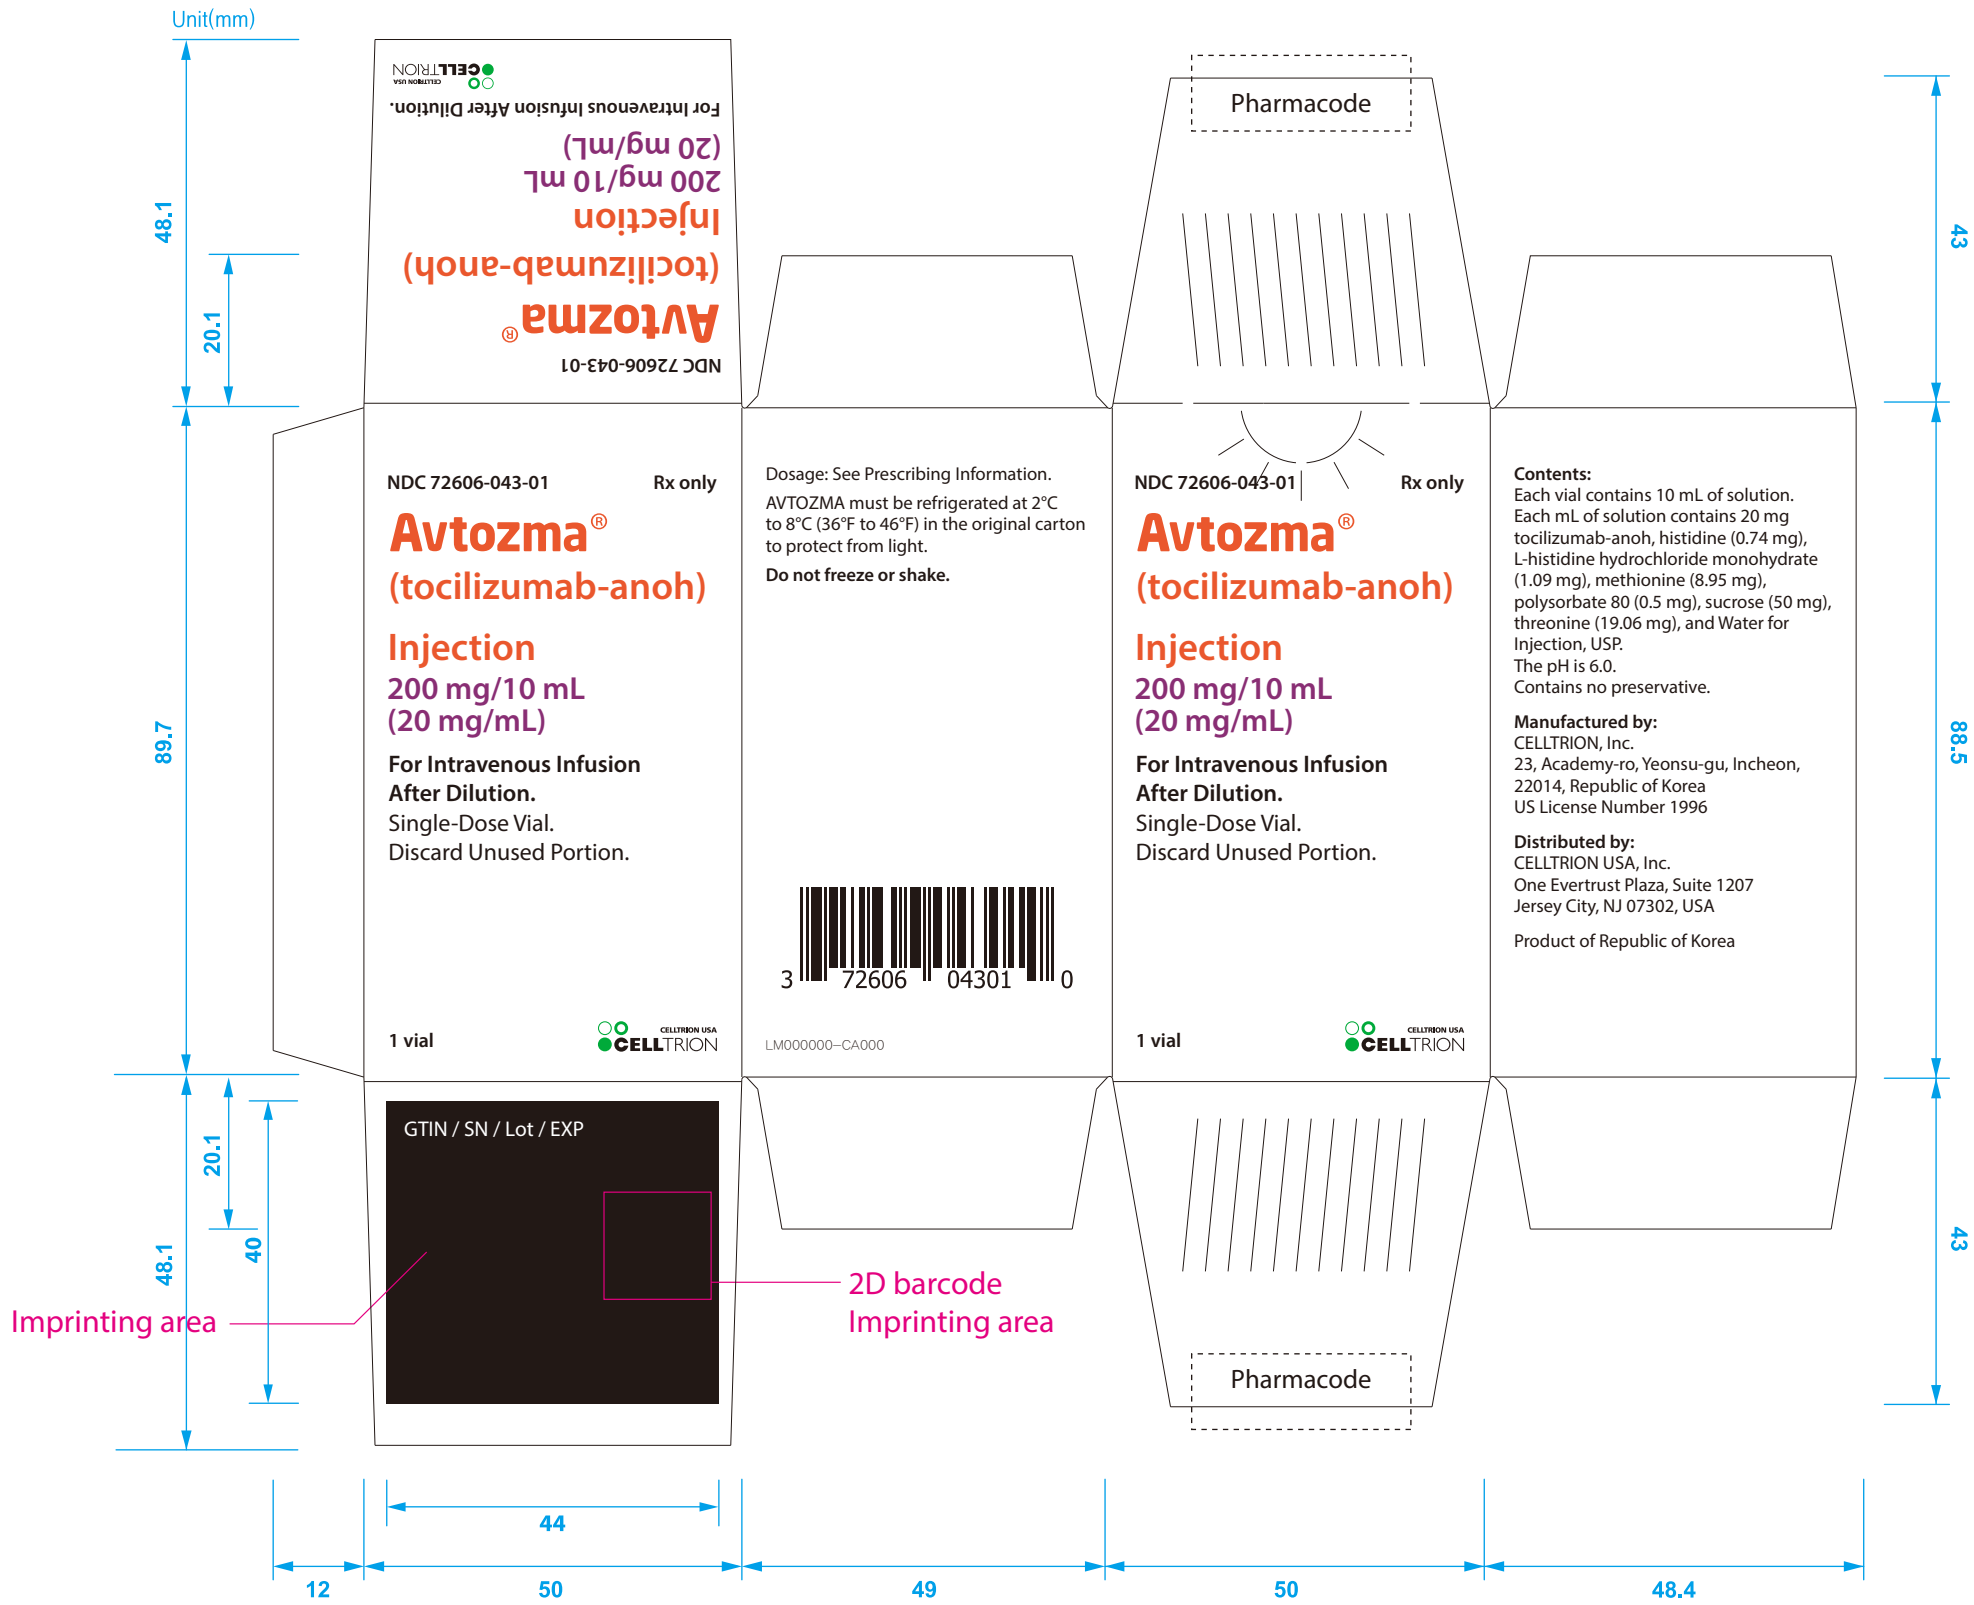 Unit(mm)
CELLTRION USA
CELLTRION
For Intravenous Infusion After Dilution.
(20 mg/mL)
200 mg/10 mL
Injection
(tocilizumab-anoh)
Avtozma®
NDC 72606-043-01
Pharmacode
48.1
20.1
43
NDC 72606-043-01 Rx only
Avtozma®
(tocilizumab-anoh)
Injection
200 mg/10 mL
(20 mg/mL)
For Intravenous Infusion
After Dilution.
Single-Dose Vial.
Discard Unused Portion.
1 vial
CELLTRION USA
CELLTRION
Dosage: See Prescribing Information.
AVTOZMA must be refrigerated at 2°C
to 8°C (36°F to 46°F) in the original carton
to protect from light.
Do not freeze or shake.
3 72606 04301 0
LM000000-CA000
NDC 72606-043-01 Rx only
Avtozma®
(tocilizumab-anoh)
Injection
200 mg/10 mL
(20 mg/mL)
For Intravenous Infusion
After Dilution.
Single-Dose Vial.
Discard Unused Portion.
1 vial
CELLTRION USA
CELLTRION
Contents:
Each vial contains 10 mL of solution.
Each mL of solution contains 20 mg
tocilizumab-anoh, histidine (0.74 mg),
L-histidine hydrochloride monohydrate
(1.09 mg), methionine (8.95 mg),
polysorbate 80 (0.5 mg), sucrose (50 mg),
threonine (19.06 mg), and Water for
Injection, USP.
The pH is 6.0.
Contains no preservative.
Manufactured by:
CELLTRION, Inc.
23, Academy-ro, Yeonsu-gu, Incheon,
22014, Republic of Korea
US License Number 1996
Distributed by:
CELLTRION USA, Inc.
One Evertrust Plaza, Suite 1207
Jersey City, NJ 07302, USA
Product of Republic of Korea
89.7
88.5
GTIN / SN / Lot / EXP
20.1
40
48.1
43
Imprinting area
2D barcode
Imprinting area
Pharmacode
44
12
50
49
50
48.4